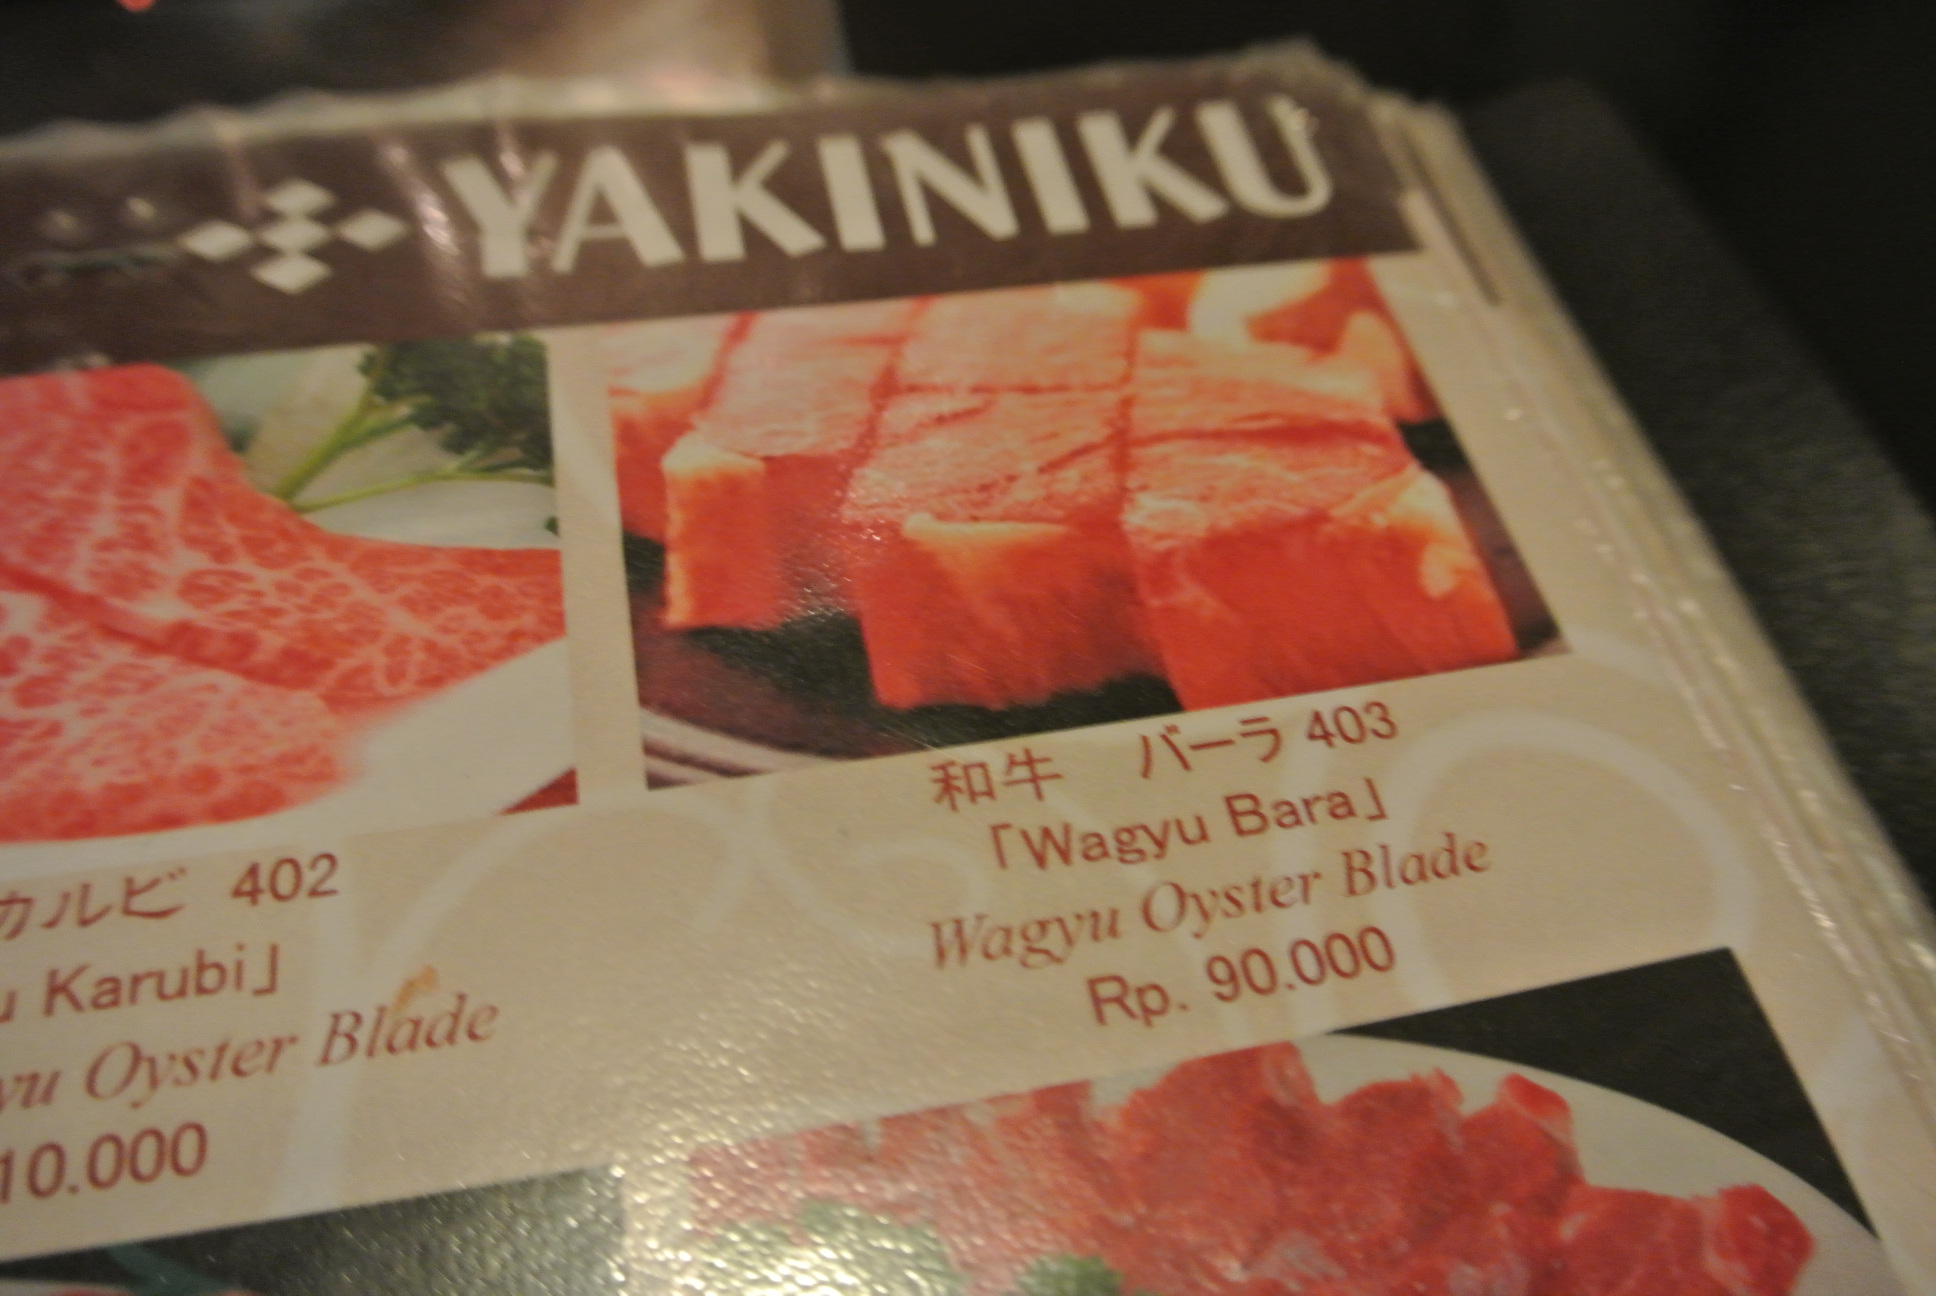 YAKINIKU
和牛　バーラ 403
「Wagyu Bara」
Wagyu Oyster Blade
Rp. 90.000
カルビ 402
Karubi」
Oyster Blade
10.000